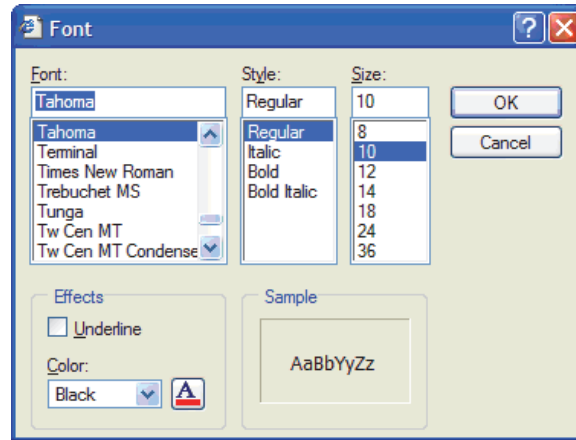 Font
Font:
Tahoma
Tahoma
Terminal
Times New Roman
Trebuchet MS
Tunga
Tw Cen MT
Tw Cen MT Condense
Style:
Regular
Regular
Italic
Bold
Bold Italic
Size:
10
8
10
12
14
18
24
36
OK
Cancel
Effects
Underline
Color:
Black
A
Sample
AaBbYyZz